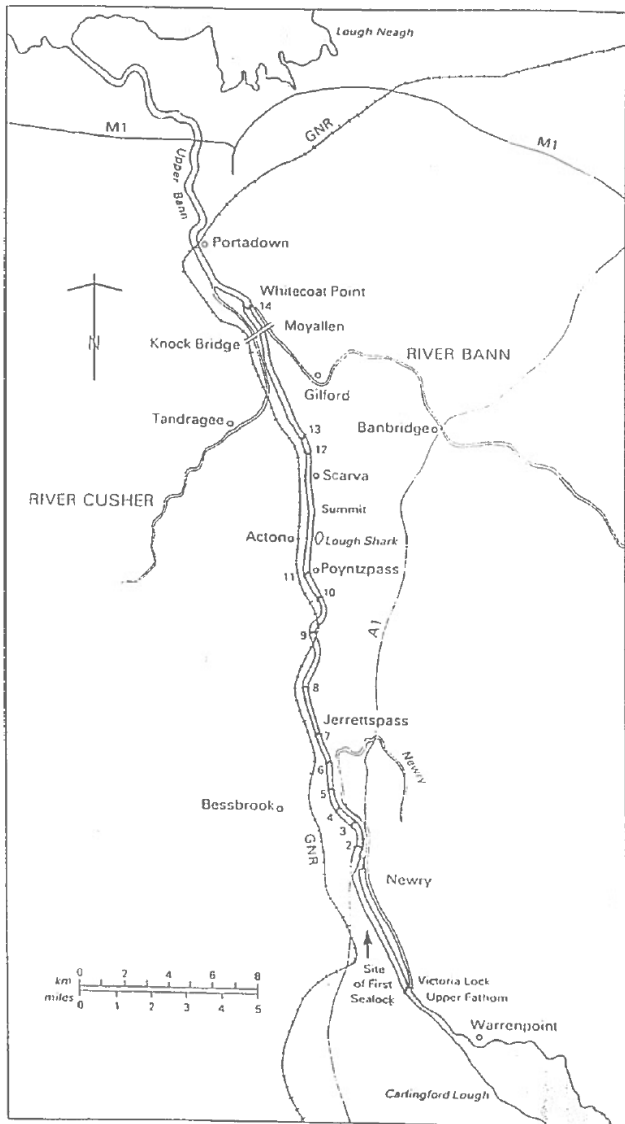 Lough Neagh
M1
GNR
M1
Upper Bann
Portadown
Whitecoat Point
14
Moyallen
N
Knock Bridge
RIVER BANN
Gilford
Tandragee
Banbridge
13
12
Scarva
RIVER CUSHER
Summit
Acton
Lough Shark
Poyntzpass
11
10
A1
9
8
Jerrettspass
7
Newry
6
5
Bessbrook
4
3
2
GNR
Newry
0 2 4 6 8
km
miles
0 1 2 3 4 5
Site
of First
Sealock
Victoria Lock
Upper Fathom
Warrenpoint
Carlingford Lough